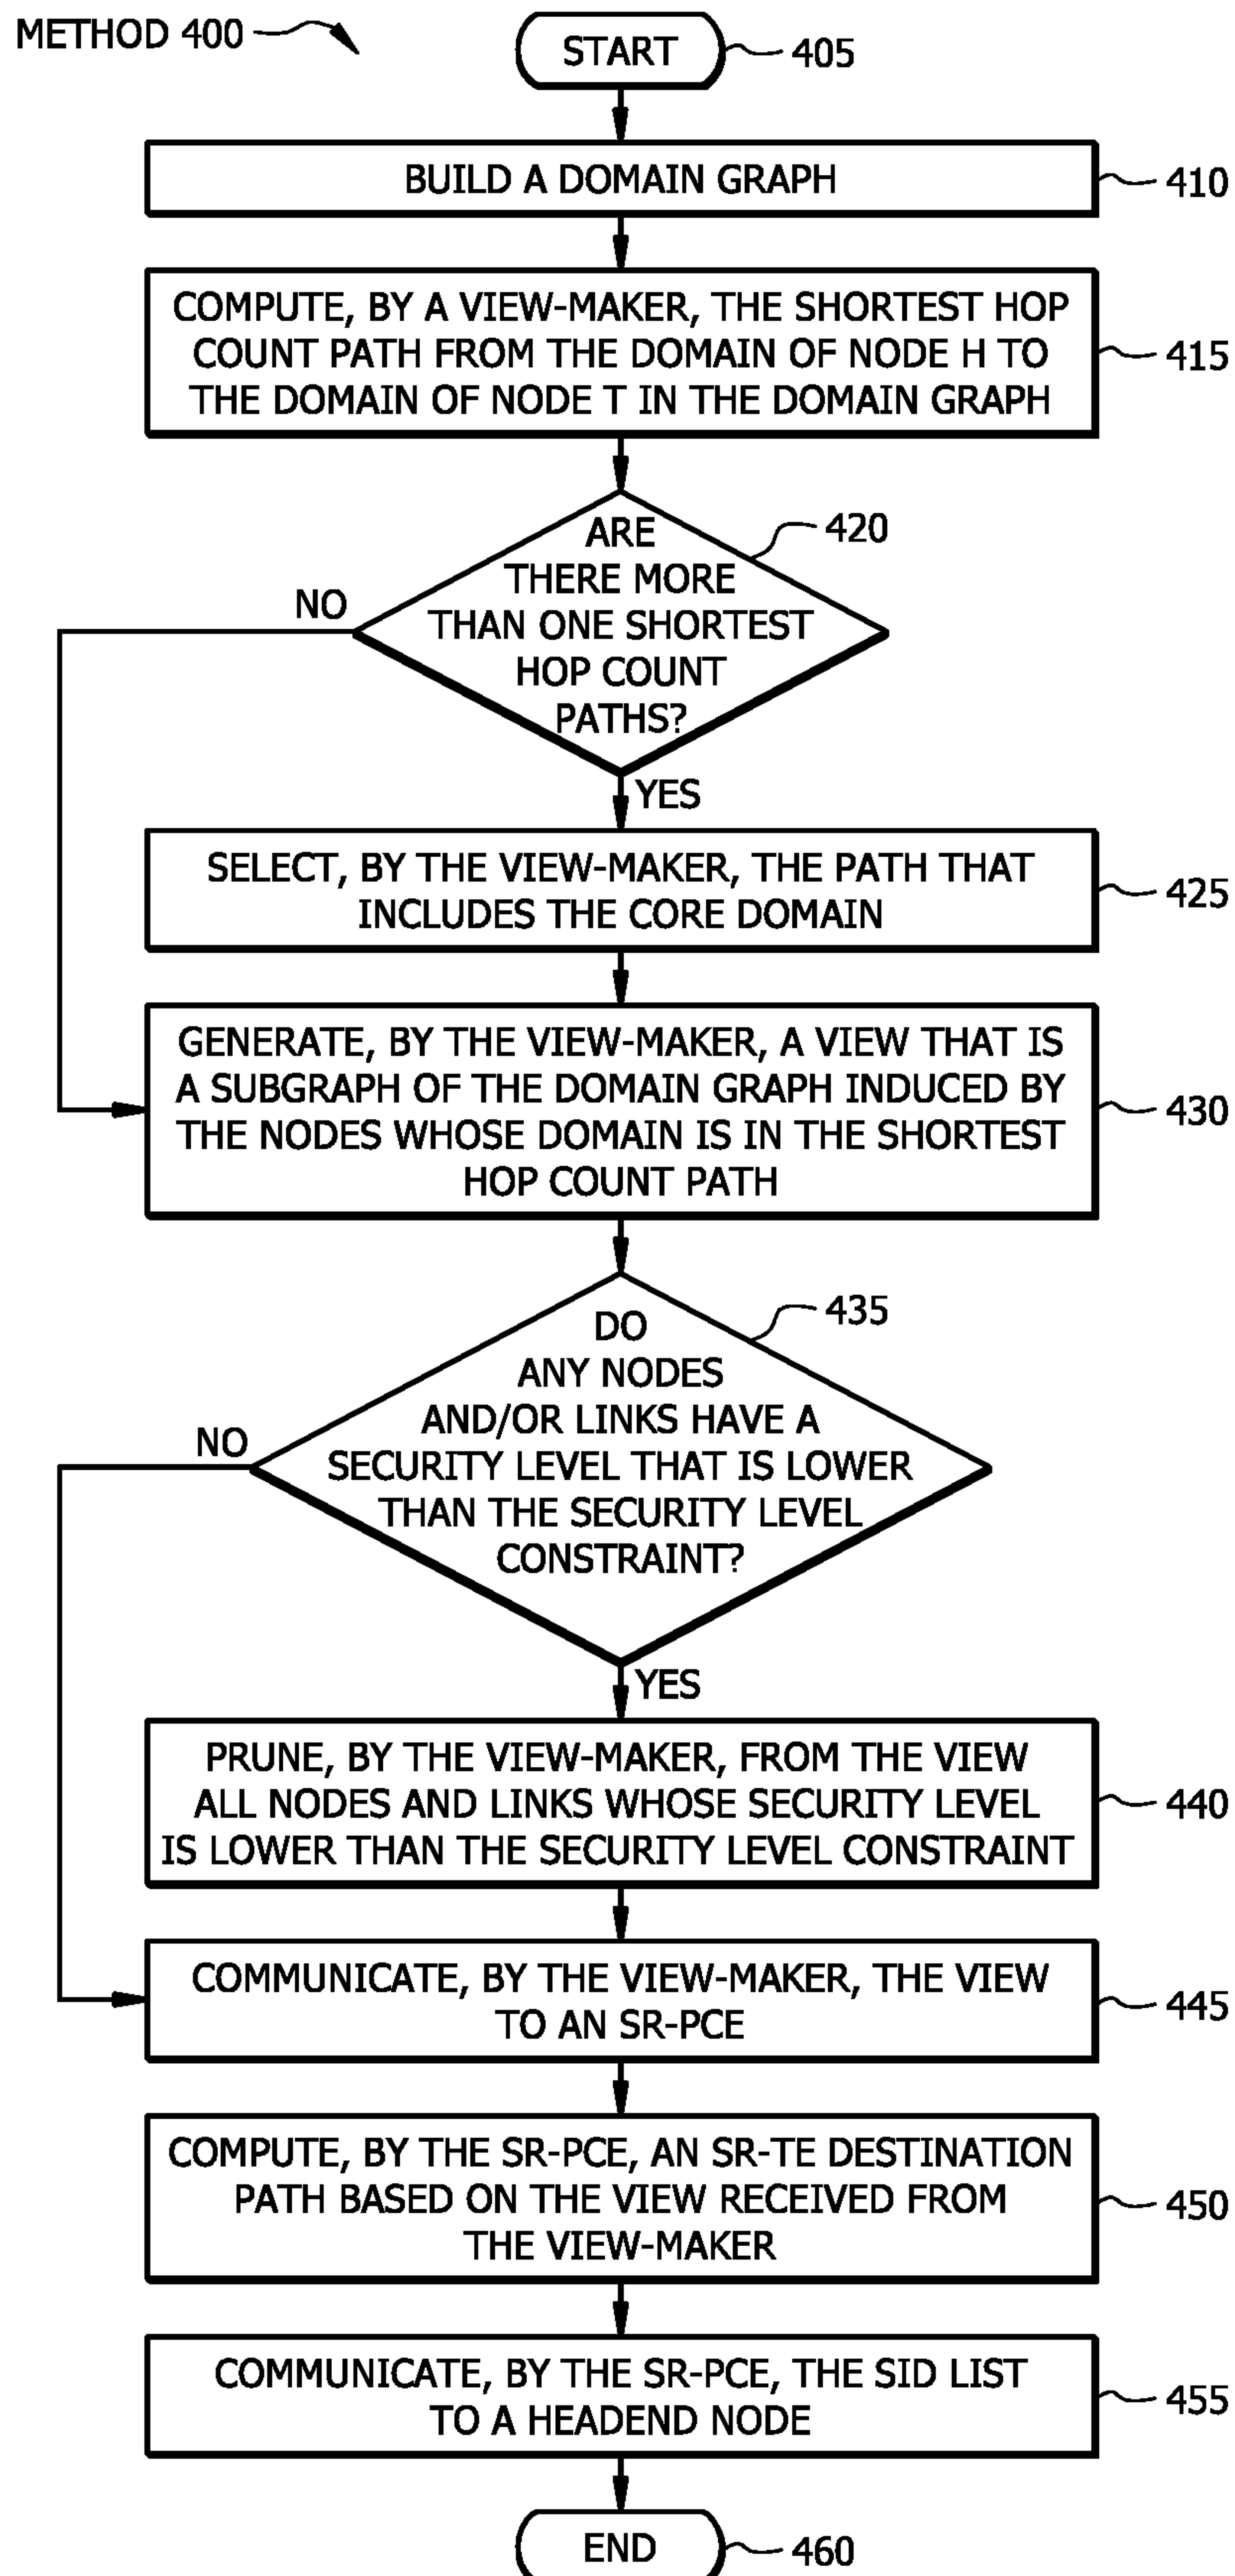 METHOD 400
START
405
BUILD A DOMAIN GRAPH
410
COMPUTE, BY A VIEW-MAKER, THE SHORTEST HOP
COUNT PATH FROM THE DOMAIN OF NODE H TO
THE DOMAIN OF NODE T IN THE DOMAIN GRAPH
415
ARE
THERE MORE
THAN ONE SHORTEST
HOP COUNT
PATHS?
420
NO
YES
SELECT, BY THE VIEW-MAKER, THE PATH THAT
INCLUDES THE CORE DOMAIN
425
GENERATE, BY THE VIEW-MAKER, A VIEW THAT IS
A SUBGRAPH OF THE DOMAIN GRAPH INDUCED BY
THE NODES WHOSE DOMAIN IS IN THE SHORTEST
HOP COUNT PATH
430
DO
ANY NODES
AND/OR LINKS HAVE A
SECURITY LEVEL THAT IS LOWER
THAN THE SECURITY LEVEL
CONSTRAINT?
435
NO
YES
PRUNE, BY THE VIEW-MAKER, FROM THE VIEW
ALL NODES AND LINKS WHOSE SECURITY LEVEL
IS LOWER THAN THE SECURITY LEVEL CONSTRAINT
440
COMMUNICATE, BY THE VIEW-MAKER, THE VIEW
TO AN SR-PCE
445
COMPUTE, BY THE SR-PCE, AN SR-TE DESTINATION
PATH BASED ON THE VIEW RECEIVED FROM
THE VIEW-MAKER
450
COMMUNICATE, BY THE SR-PCE, THE SID LIST
TO A HEADEND NODE
455
END
460